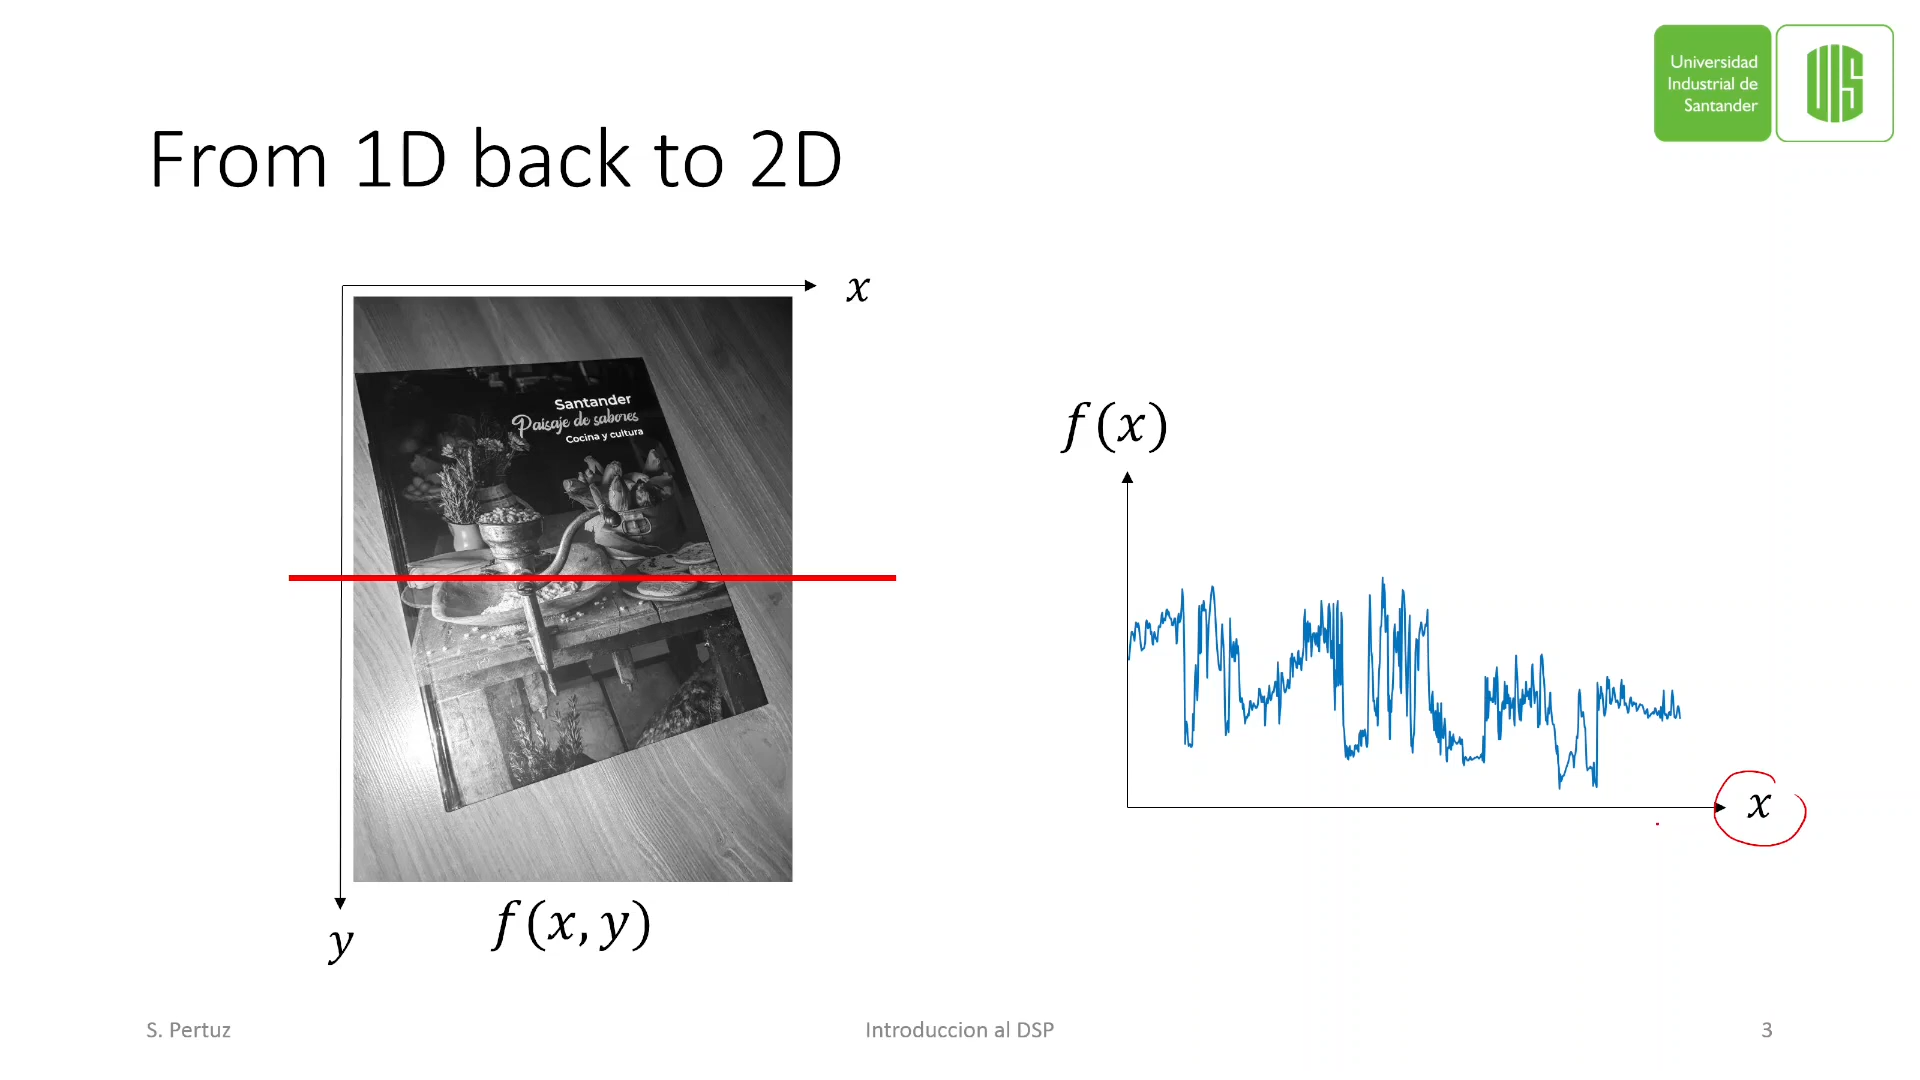 Universidad
Industrial de
Santander
UIS
From 1D back to 2D
x
Santander
Paisaje de sabores
Cocina y cultura
f(x)
x
f(x, y)
y
S. Pertuz
Introduccion al DSP
3